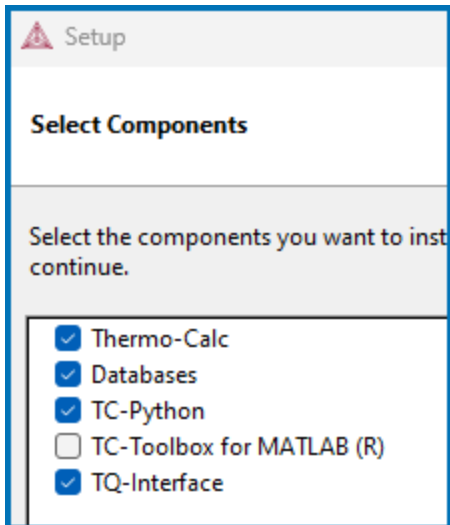 Setup
Select Components
Select the components you want to inst
continue.
Thermo-Calc
Databases
TC-Python
TC-Toolbox for MATLAB (R)
TQ-Interface